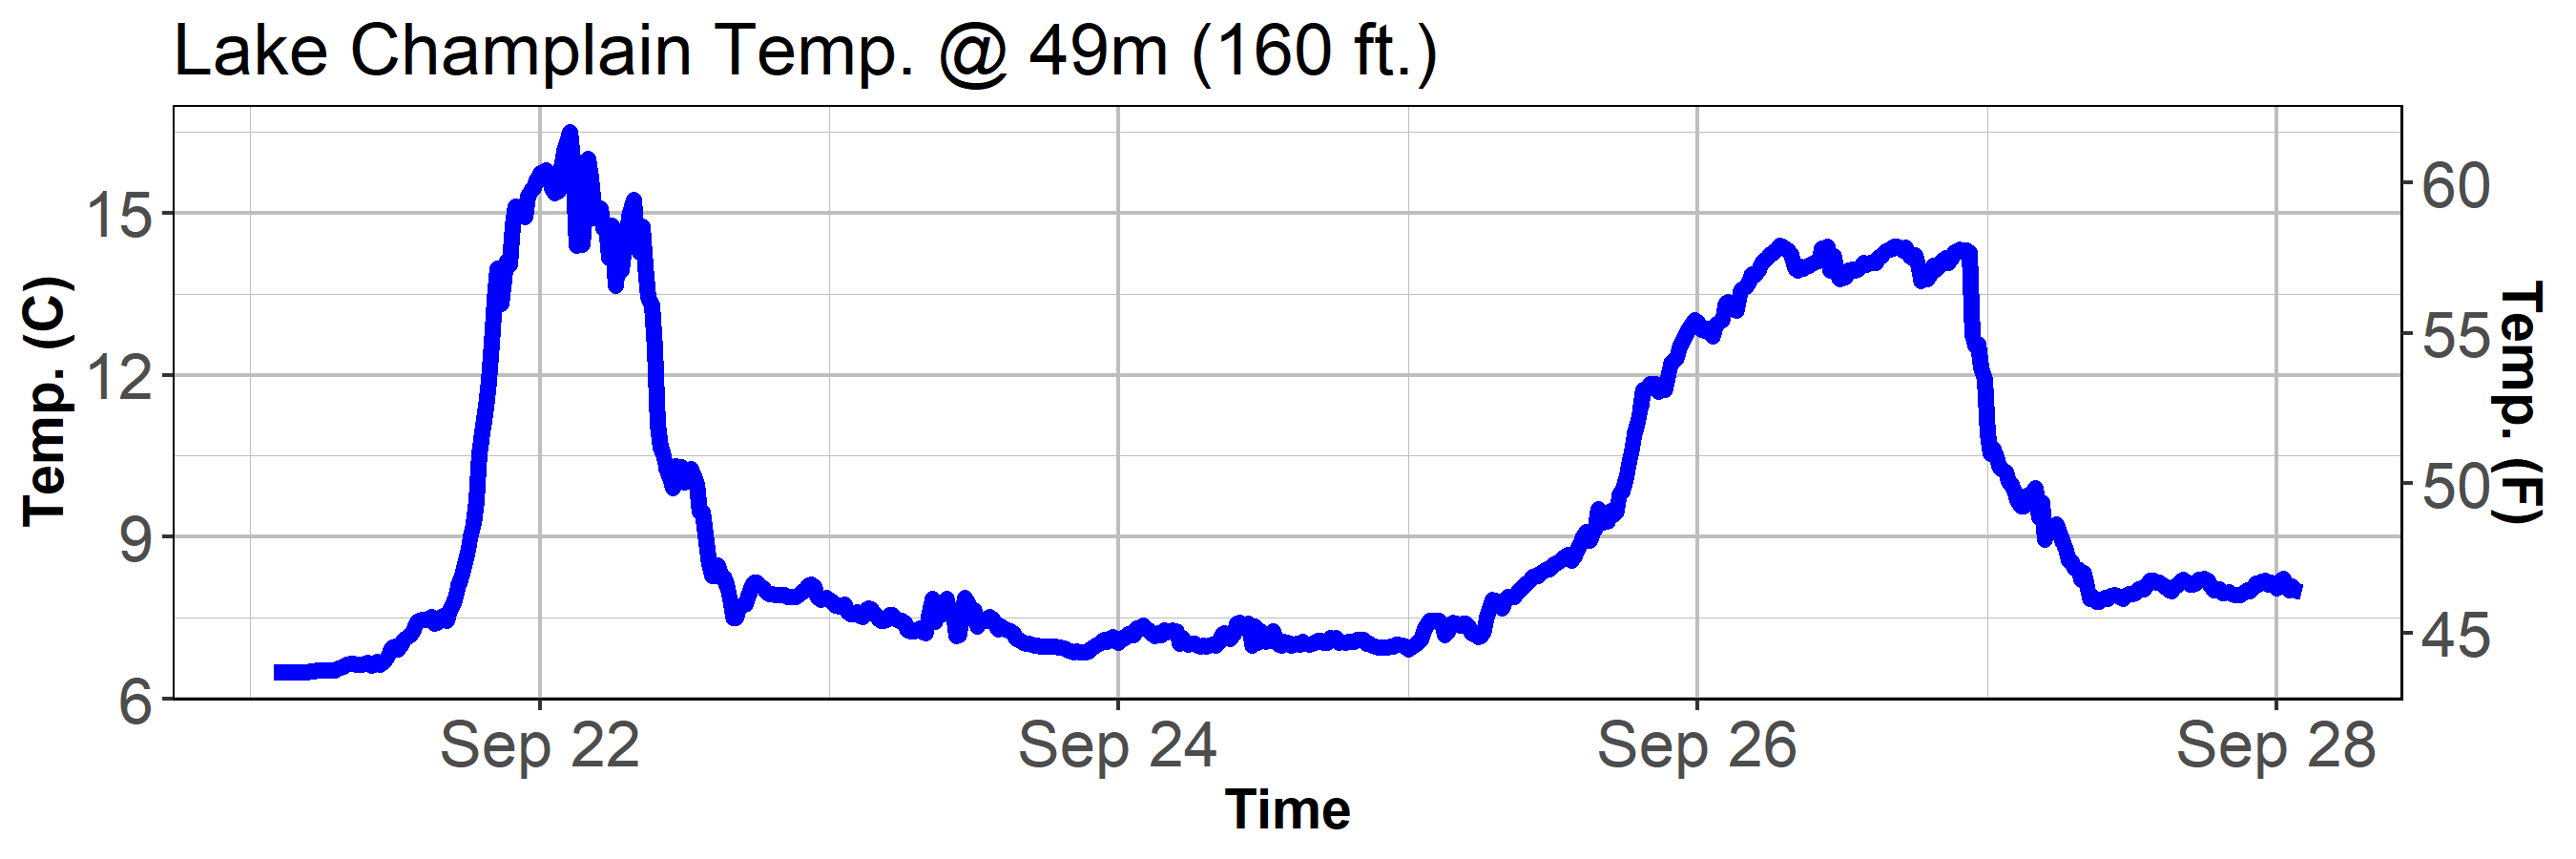 Lake Champlain Temp. @ 49m (160 ft.)
Temp. (C)
15
12
9
6
60
55
50
45
Temp. (F)
Sep 22
Sep 24
Sep 26
Sep 28
Time